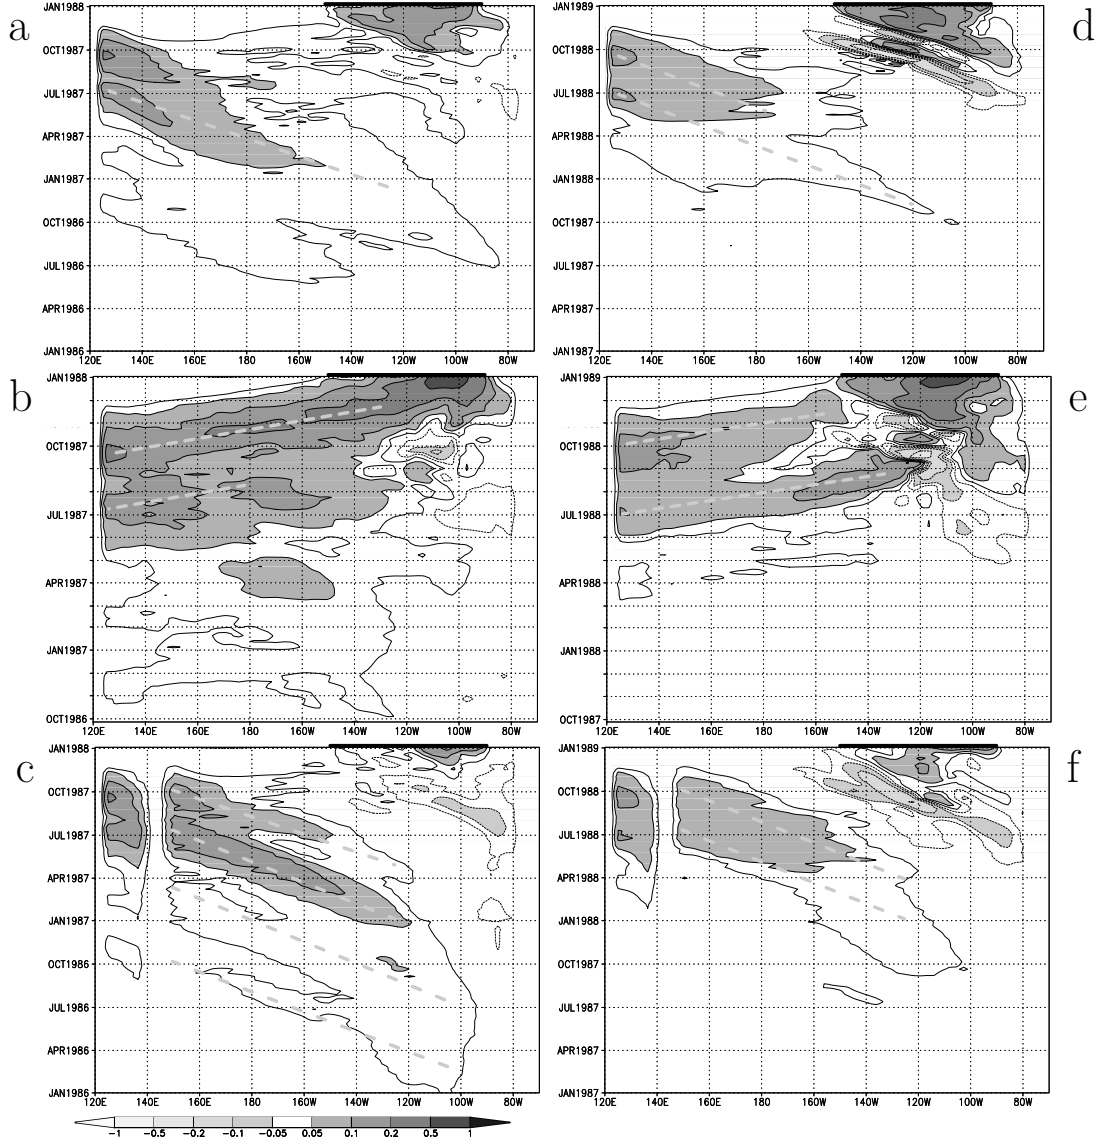 a
JAN1988
OCT1987
JUL1987
APR1987
JAN1987
OCT1986
JUL1986
APR1986
JAN1986
120E 140E 160E 180 160W 140W 120W 100W 80W
d
JAN1989
OCT1988
JUL1988
APR1988
JAN1988
OCT1987
JUL1987
APR1987
JAN1987
120E 140E 160E 180 160W 140W 120W 100W 80W
b
JAN1988
OCT1987
JUL1987
APR1987
JAN1987
OCT1986
120E 140E 160E 180 160W 140W 120W 100W 80W
e
JAN1989
OCT1988
JUL1988
APR1988
JAN1988
OCT1987
120E 140E 160E 180 160W 140W 120W 100W 80W
c
JAN1988
OCT1987
JUL1987
APR1987
JAN1987
OCT1986
JUL1986
APR1986
JAN1986
120E 140E 160E 180 160W 140W 120W 100W 80W
f
JAN1989
OCT1988
JUL1988
APR1988
JAN1988
OCT1987
JUL1987
APR1987
JAN1987
120E 140E 160E 180 160W 140W 120W 100W 80W
-1 -0.5 -0.2 -0.1 -0.05 0.05 0.1 0.2 0.5 1